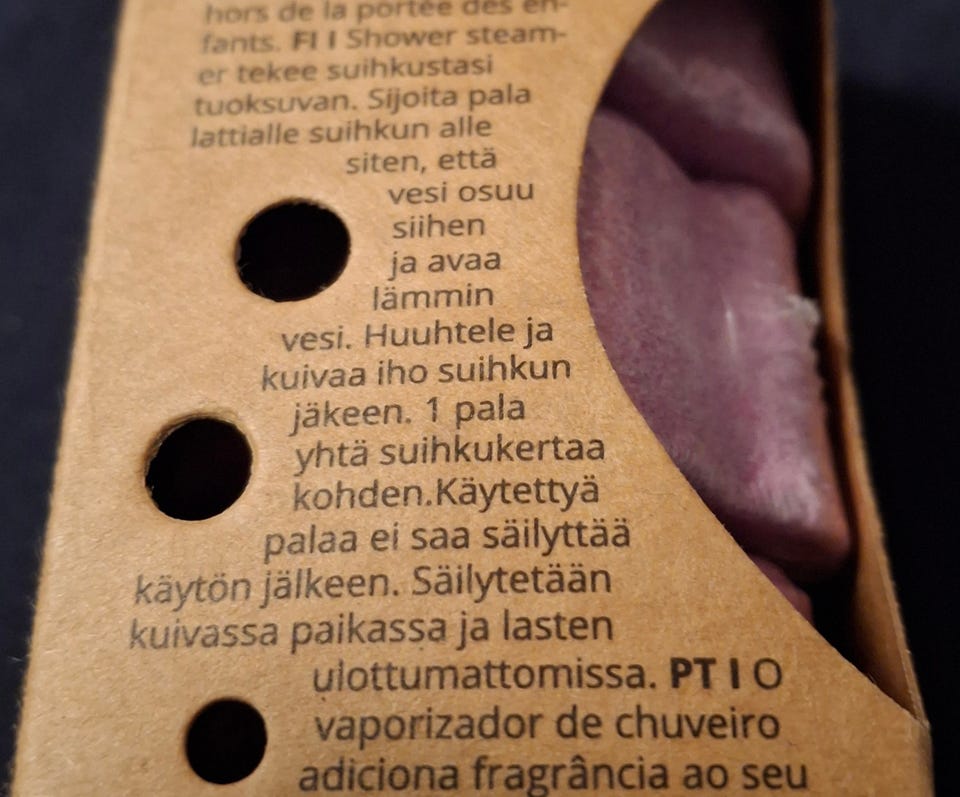 hors de la portée des en-
fants. FI I Shower steam-
er tekee suihkustasi
tuoksuvan. Sijoita pala
lattialle suihkun alle
siten, että
vesi osuu
siihen
ja avaa
lämmin
vesi. Huuhtele ja
kuivaa iho suihkun
jäkeen. 1 pala
yhtä suihkukertaa
kohden.Käytettyä
palaa ei saa säilyttää
käytön jälkeen. Säilytetään
kuivassa paikassa ja lasten
ulottumattomissa. PT I O
vaporizador de chuveiro
adiciona fragrância ao seu